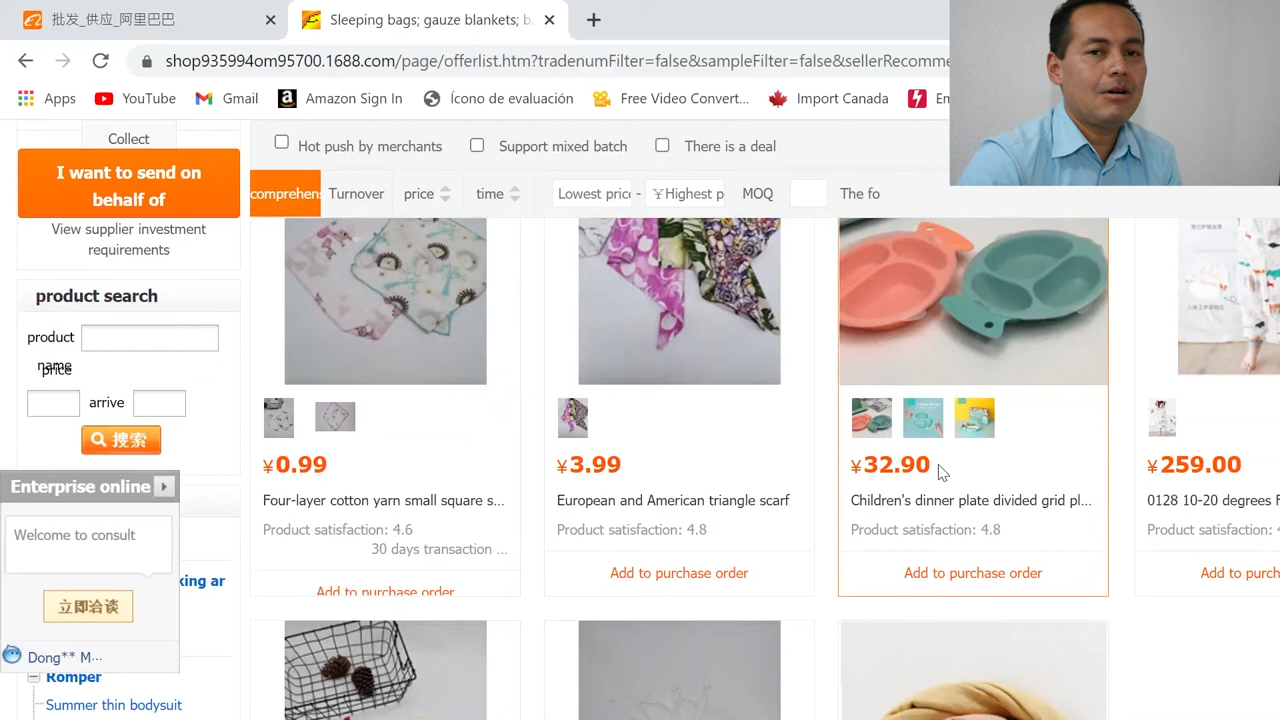 批发_供应_阿里巴巴
Sleeping bags; gauze blankets; b
shop935994om95700.1688.com/page/offerlist.htm?tradenumFilter=false&sampleFilter=false&sellerRecomme
Apps YouTube Gmail Amazon Sign In Ícono de evaluación Free Video Convert... Import Canada En
Collect
I want to send on
behalf of
View supplier investment
requirements
Hot push by merchants Support mixed batch There is a deal
comprehens Turnover price time Lowest pric - ¥Highest p MOQ The fo
product search
product
name
price
arrive
搜索
Enterprise online
Welcome to consult
立即洽谈
Dong** M...
Romper
Summer thin bodysuit
¥0.99
Four-layer cotton yarn small square s...
Product satisfaction: 4.6
30 days transaction ...
Add to purchase order
¥3.99
European and American triangle scarf
Product satisfaction: 4.8
Add to purchase order
¥32.90
Children's dinner plate divided grid pl...
Product satisfaction: 4.8
Add to purchase order
¥259.00
0128 10-20 degrees F
Product satisfaction: 4.
Add to purch